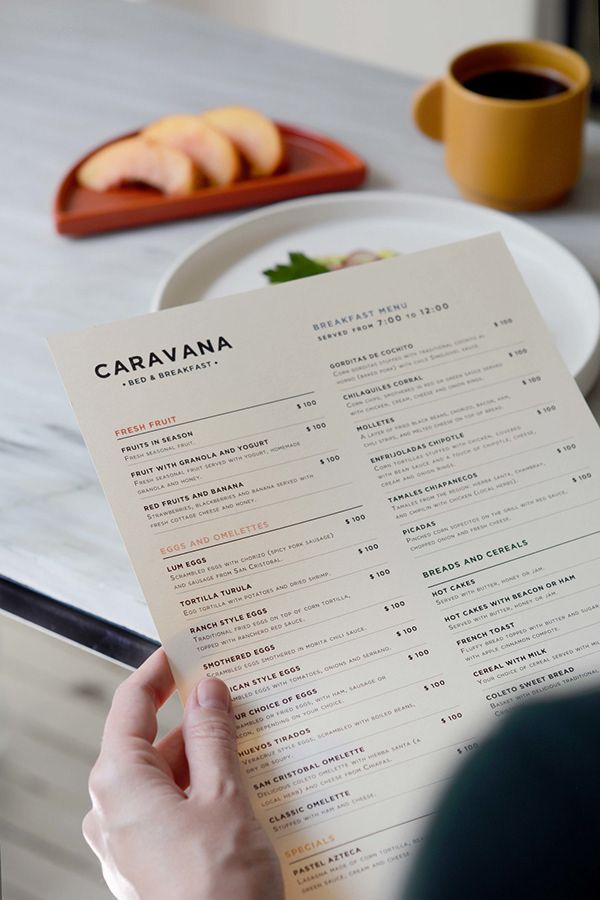 CARAVANA
• BED & BREAKFAST •
FRESH FRUIT
FRUITS IN SEASON $ 100
FRESH SEASONAL FRUIT.
FRUIT WITH GRANOLA AND YOGURT $ 100
FRESH SEASONAL FRUIT SERVED WITH YOGURT, HOMEMADE
GRANOLA AND HONEY.
RED FRUITS AND BANANA $ 100
STRAWBERRIES, BLACKBERRIES AND BANANA SERVED WITH
FRESH COTTAGE CHEESE AND HONEY.
EGGS AND OMELETTES
LUM EGGS $ 100
SCRAMBLED EGGS WITH CHORIZO (SPICY PORK SAUSAGE)
AND SAUSAGE FROM SAN CRISTOBAL.
TORTILLA TURULA $ 100
EGG TORTILLA WITH POTATOES AND DRIED SHRIMP.
RANCH STYLE EGGS $ 100
TRADITIONAL FRIED EGGS ON TOP OF CORN TORTILLA,
TOPPED WITH RANCHERO RED SAUCE.
SMOTHERED EGGS $ 100
SCRAMBLED EGGS SMOTHERED IN MORITA CHILI SAUCE.
ICAN STYLE EGGS $ 100
MBLED EGGS WITH TOMATOES, ONIONS AND SERRANO.
UR CHOICE OF EGGS $ 100
MBLED OR FRIED EGGS, WITH HAM, SAUSAGE OR
ACON, DEPENDING ON YOUR CHOICE.
HUEVOS TIRADOS $ 100
VERACRUZ STYLE EGGS, SCRAMBLED WITH BOILED BEANS,
DRY OR SOUPY.
SAN CRISTOBAL OMELETTE $ 100
DELICIOUS COLETO OMELETTE WITH HIERBA SANTA (A
LOCAL HERB) AND CHEESE FROM CHIAPAS.
CLASSIC OMELETTE $ 100
STUFFED WITH HAM AND CHEESE.
SPECIALS
PASTEL AZTECA
LASAGNA MADE OF CORN TORTILLA,
GREEN SAUCE, CREAM AND CHEESE
BREAKFAST MENU
SERVED FROM 7:00 TO 12:00
GORDITAS DE COCHITO $ 100
CORN GORDITAS STUFFED WITH TRADITIONAL COCHITO AL
HORNO (BAKED PORK) WITH CHILE SIMOJOVEL SAUCE
CHILAQUILES CORRAL $ 100
CORN CHIPS, SMOTHERED IN RED OR GREEN SAUCE SERVED
WITH CHICKEN, CREAM, CHEESE AND ONION RINGS.
MOLLETES $ 100
A LAYER OF FRIED BLACK BEANS, CHORIZO, BACON, HAM,
CHILI STRIPS, AND MELTED CHEESE ON TOP OF BREAD.
ENFRIJOLADAS CHIPOTLE $ 100
CORN TORTILLAS STUFFED WITH CHICKEN, COVERED
WITH BEAN SAUCE AND A TOUCH OF CHIPOTLE, CHEESE,
CREAM AND ONION RINGS.
TAMALES CHIAPANECOS $ 100
TAMALES FROM THE REGION: HIERBA SANTA, CHAMBRAY,
AND CHIPILIN WITH CHICKEN (LOCAL HERBS).
PICADAS $ 100
PINCHED CORN SOPECITOS ON THE GRILL WITH RED SAUCE,
CHOPPED ONION AND FRESH CHEESE.
BREADS AND CEREALS
HOT CAKES
SERVED WITH BUTTER, HONEY OR JAM.
HOT CAKES WITH BEACON OR HAM
SERVED WITH BUTTER, HONEY OR JAM.
FRENCH TOAST
FLUFFY BREAD TOPPED WITH BUTTER AND SUGAR
WITH APPLE CINNAMON COMPOTE.
CEREAL WITH MILK
YOUR CHOICE OF CEREAL SERVED WITH
COLETO SWEET BREAD
BASKET WITH DELICIOUS TRADITIONAL